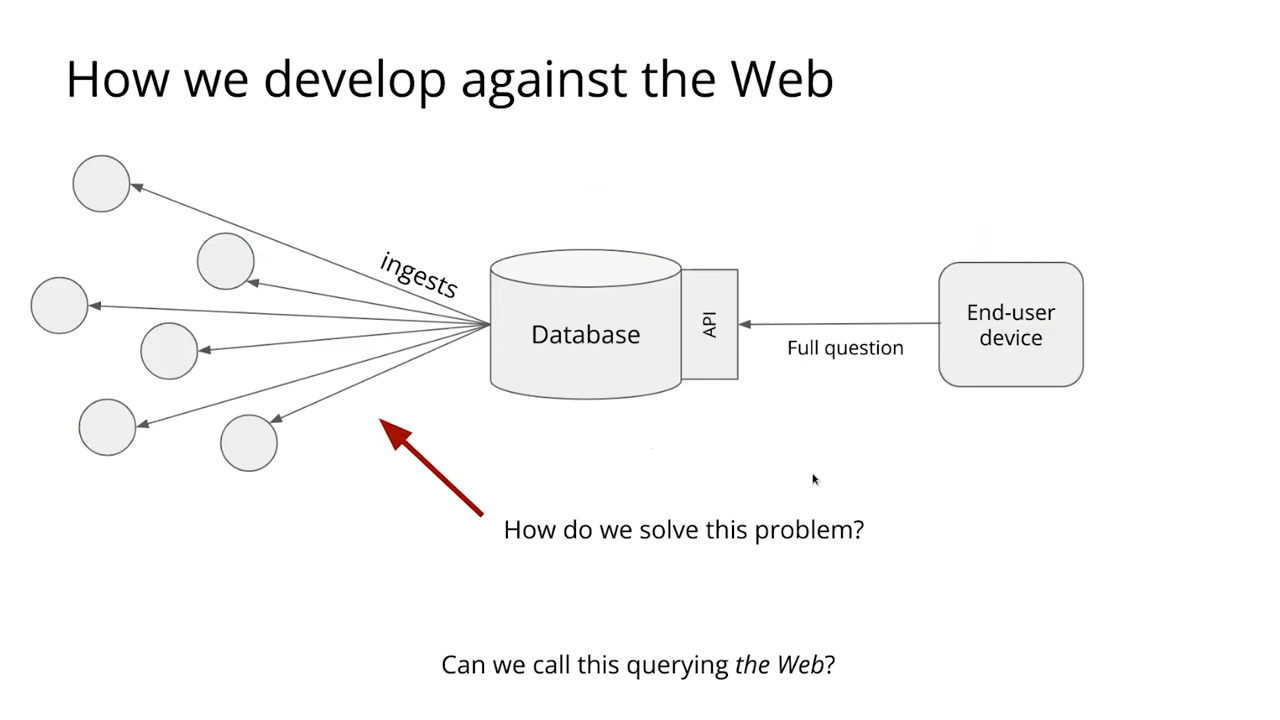 How we develop against the Web
ingests
Database
API
Full question
End-user
device
How do we solve this problem?
Can we call this querying the Web?